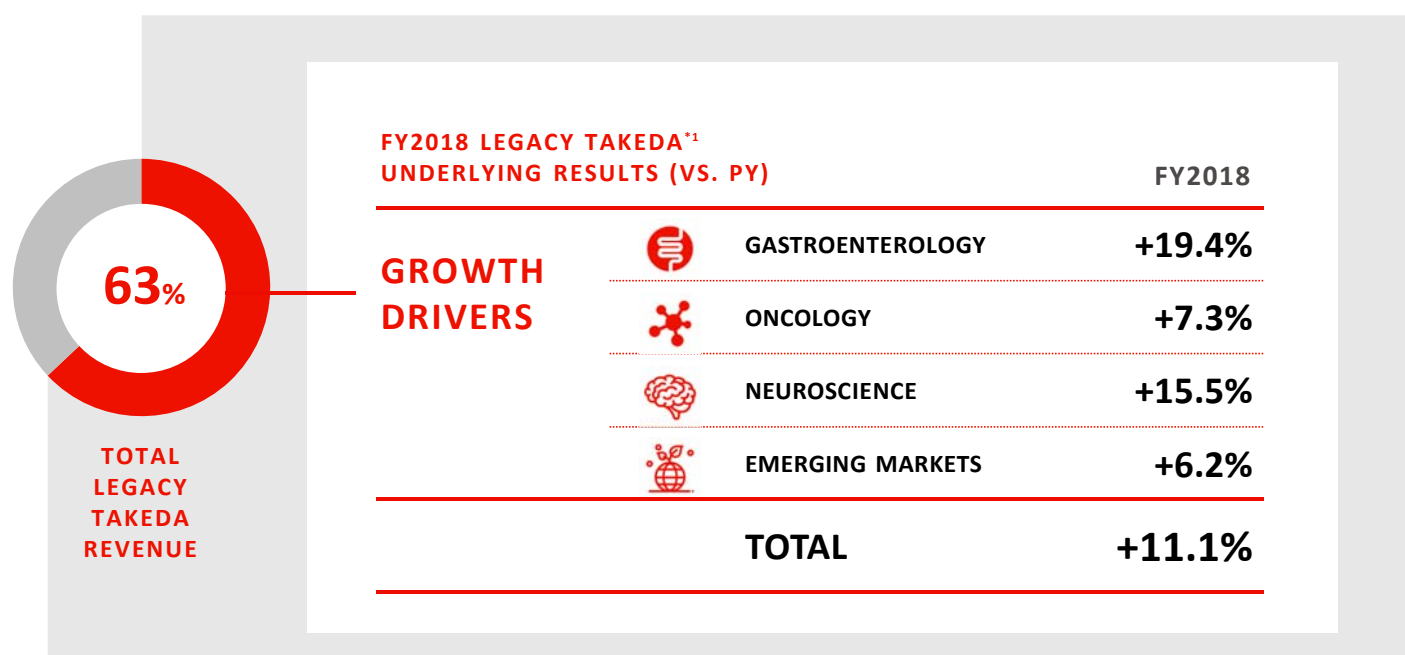 FY2018 LEGACY TAKEDA*1
UNDERLYING RESULTS (VS. PY)
FY2018
63%
TOTAL
LEGACY
TAKEDA
REVENUE
GROWTH
DRIVERS
GASTROENTEROLOGY +19.4%
ONCOLOGY +7.3%
NEUROSCIENCE +15.5%
EMERGING MARKETS +6.2%
TOTAL +11.1%